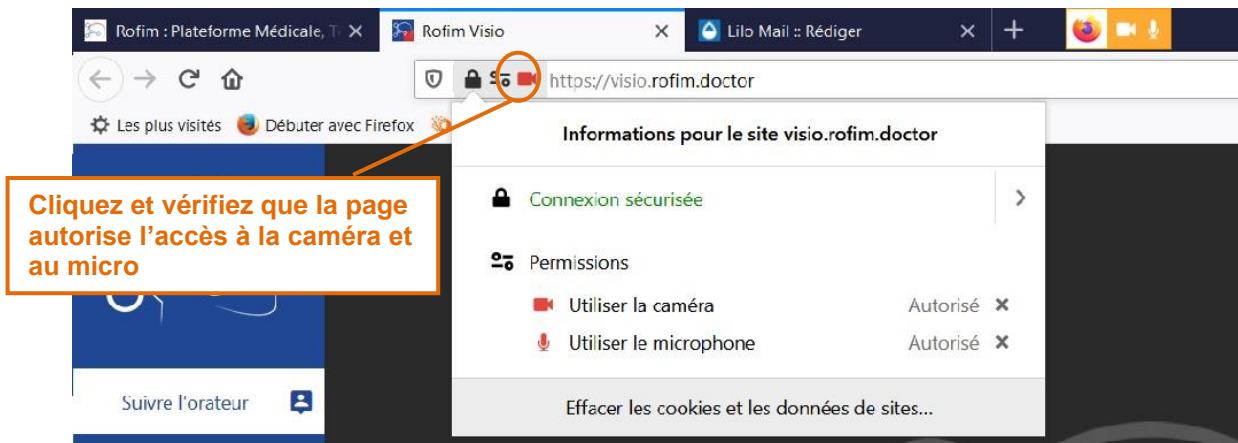 Rofim : Plateforme Médicale, T
Rofim Visio
Lilo Mail :: Rédiger
https://visio.rofim.doctor
Les plus visités
Débuter avec Firefox
Informations pour le site visio.rofim.doctor
Connexion sécurisée
Cliquez et vérifiez que la page
autorise l’accès à la caméra et
au micro
Permissions
Utiliser la caméra Autorisé
Utiliser le microphone Autorisé
Suivre l'orateur
Effacer les cookies et les données de sites...